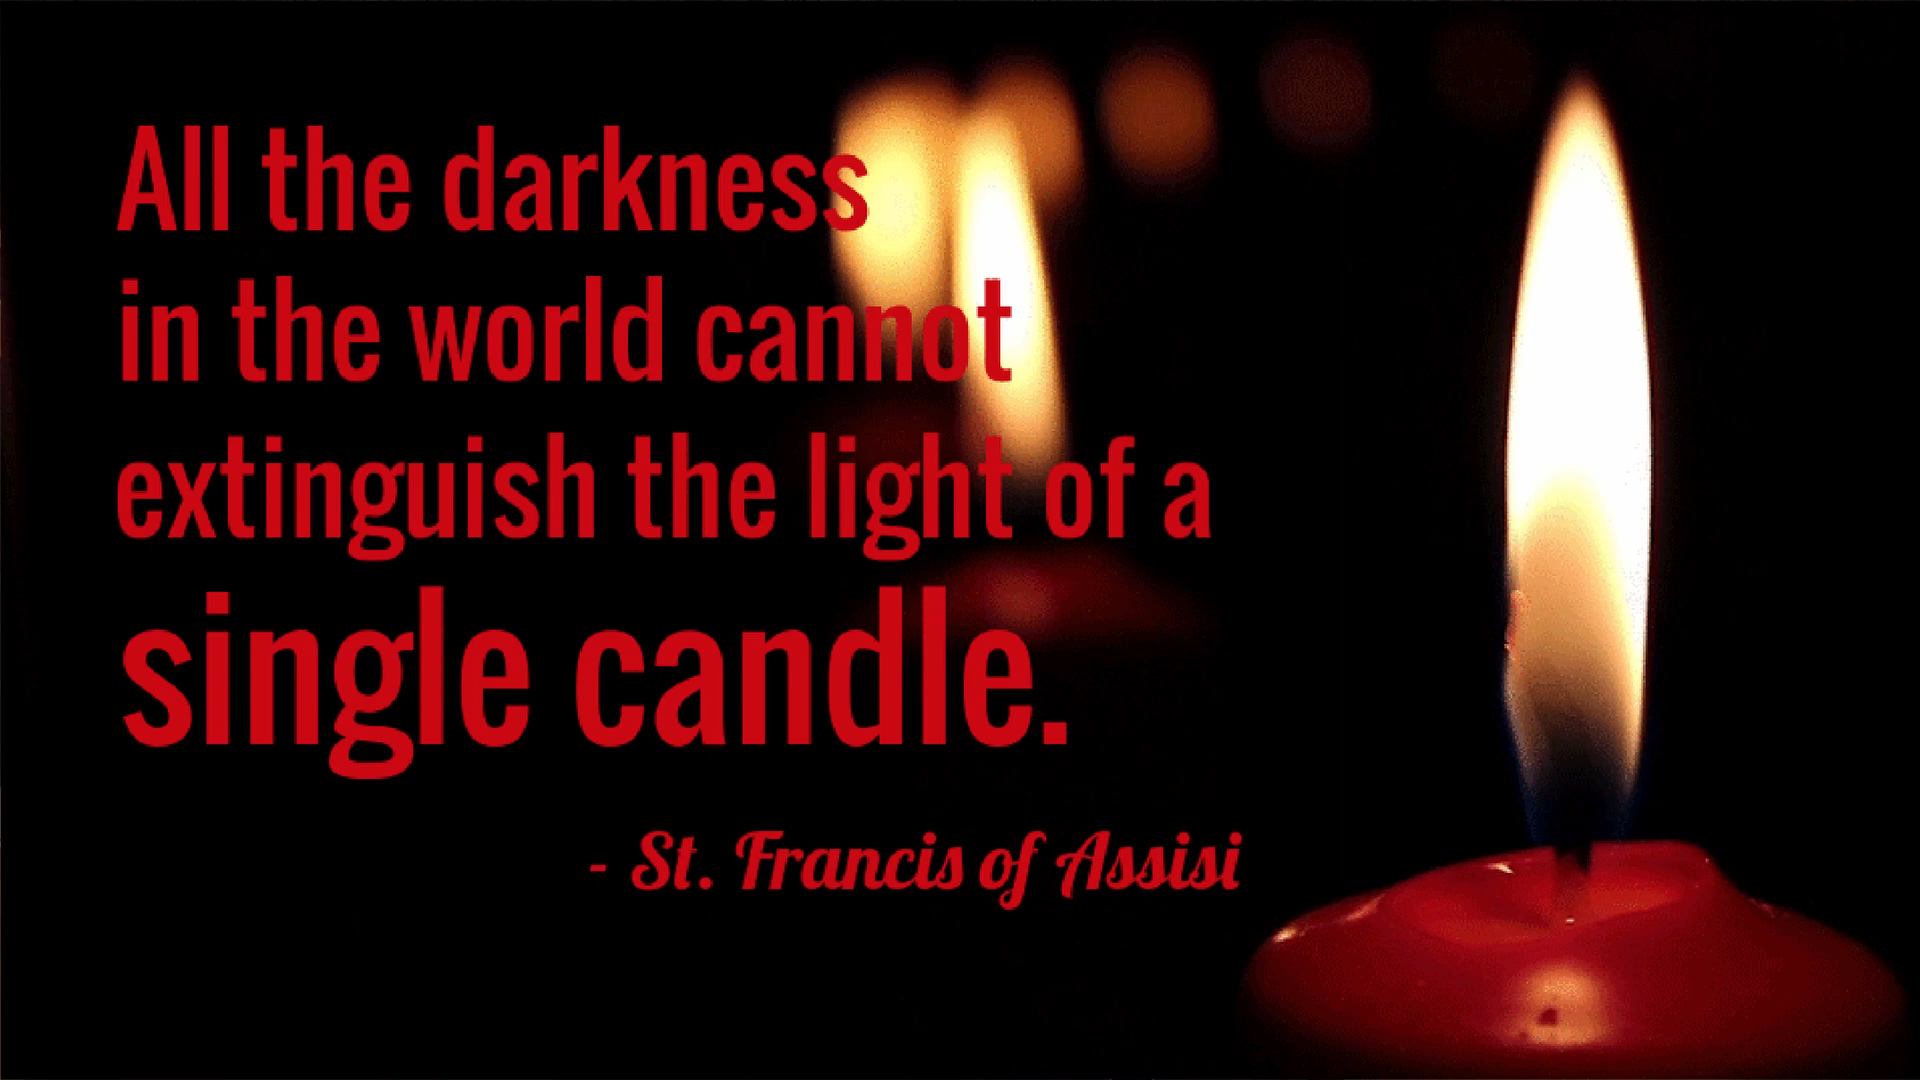 All the darkness
in the world cannot
extinguish the light of a
single candle.
- St. Francis of Assisi